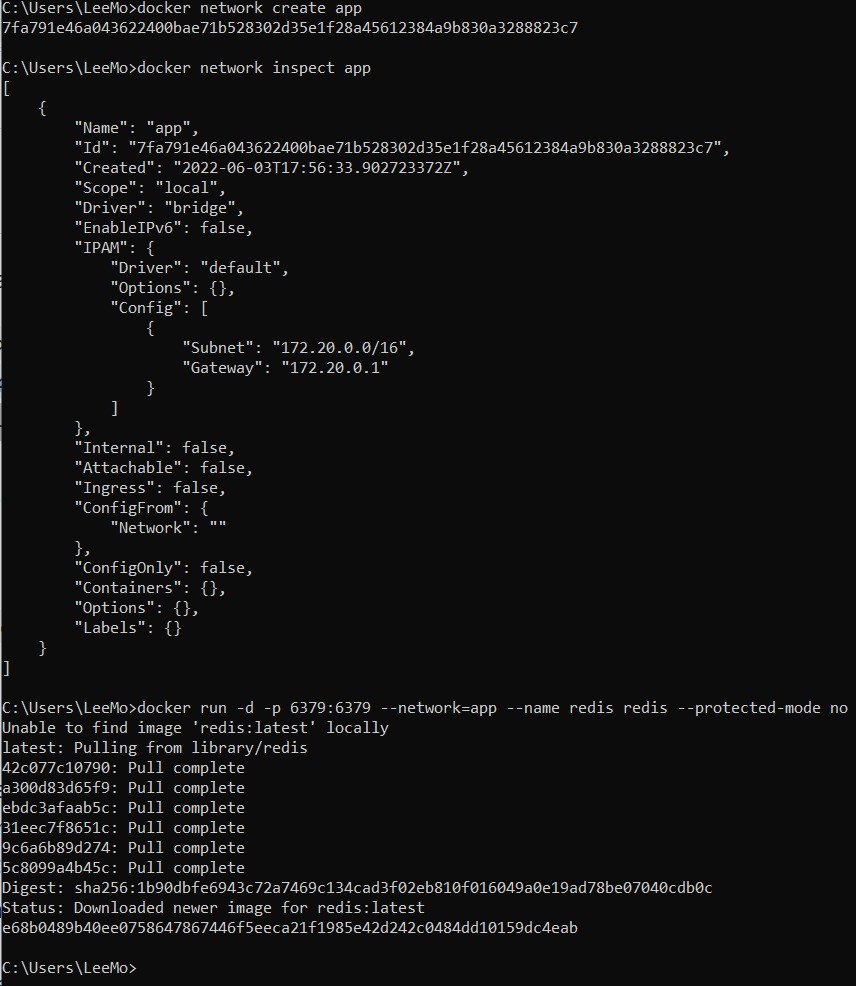 C:\Users\LeeMo>docker network create app
7fa791e46a043622400bae71b528302d35e1f28a45612384a9b830a3288823c7
C:\Users\LeeMo>docker network inspect app
[
    {
        "Name": "app",
        "Id": "7fa791e46a043622400bae71b528302d35e1f28a45612384a9b830a3288823c7",
        "Created": "2022-06-03T17:56:33.902723372Z",
        "Scope": "local",
        "Driver": "bridge",
        "EnableIPv6": false,
        "IPAM": {
            "Driver": "default",
            "Options": {},
            "Config": [
                {
                    "Subnet": "172.20.0.0/16",
                    "Gateway": "172.20.0.1"
                }
            ]
        },
        "Internal": false,
        "Attachable": false,
        "Ingress": false,
        "ConfigFrom": {
            "Network": ""
        },
        "ConfigOnly": false,
        "Containers": {},
        "Options": {},
        "Labels": {}
    }
]
C:\Users\LeeMo>docker run -d -p 6379:6379 --network=app --name redis redis --protected-mode no
Unable to find image 'redis:latest' locally
latest: Pulling from library/redis
42c077c10790: Pull complete
a300d83d65f9: Pull complete
ebdc3afaab5c: Pull complete
31eec7f8651c: Pull complete
9c6a6b89d274: Pull complete
5c8099a4b45c: Pull complete
Digest: sha256:1b90dbfe6943c72a7469c134cad3f02eb810f016049a0e19ad78be07040cdb0c
Status: Downloaded newer image for redis:latest
e68b0489b40ee0758647867446f5eeca21f1985e42d242c0484dd10159dc4eab
C:\Users\LeeMo>